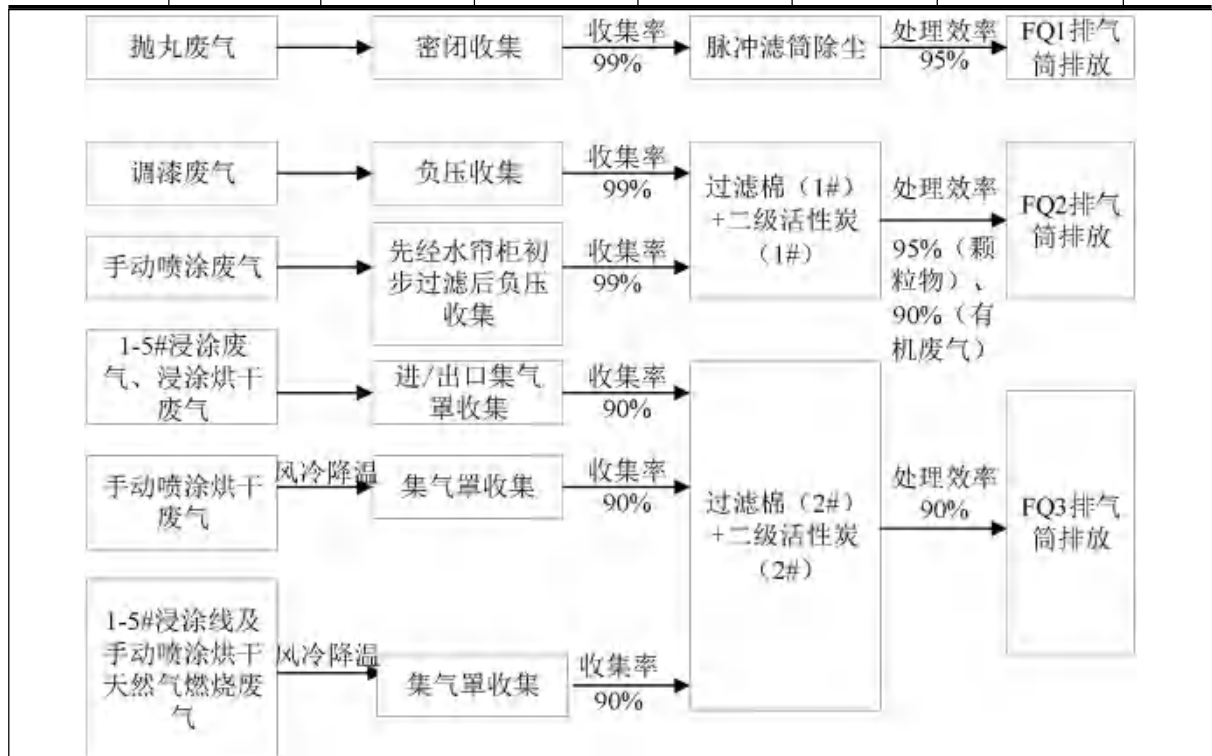 抛丸废气
密闭收集
收集率
99%
脉冲滤筒除尘
处理效率
95%
FQ1排气
筒排放
调漆废气
负压收集
收集率
99%
手动喷涂废气
先经水帘柜初
步过滤后负压
收集
收集率
99%
过滤棉（1#）
+二级活性炭
（1#）
处理效率
95%（颗
粒物）、
90%（有
机废气）
FQ2排气
筒排放
1-5#浸涂废
气、浸涂烘干
废气
进/出口集气
罩收集
收集率
90%
手动喷涂烘干
废气
风冷降温
集气罩收集
收集率
90%
1-5#浸涂线及
手动喷涂烘干
天然气燃烧废
气
风冷降温
集气罩收集
收集率
90%
过滤棉（2#）
+二级活性炭
（2#）
处理效率
90%
FQ3排气
筒排放